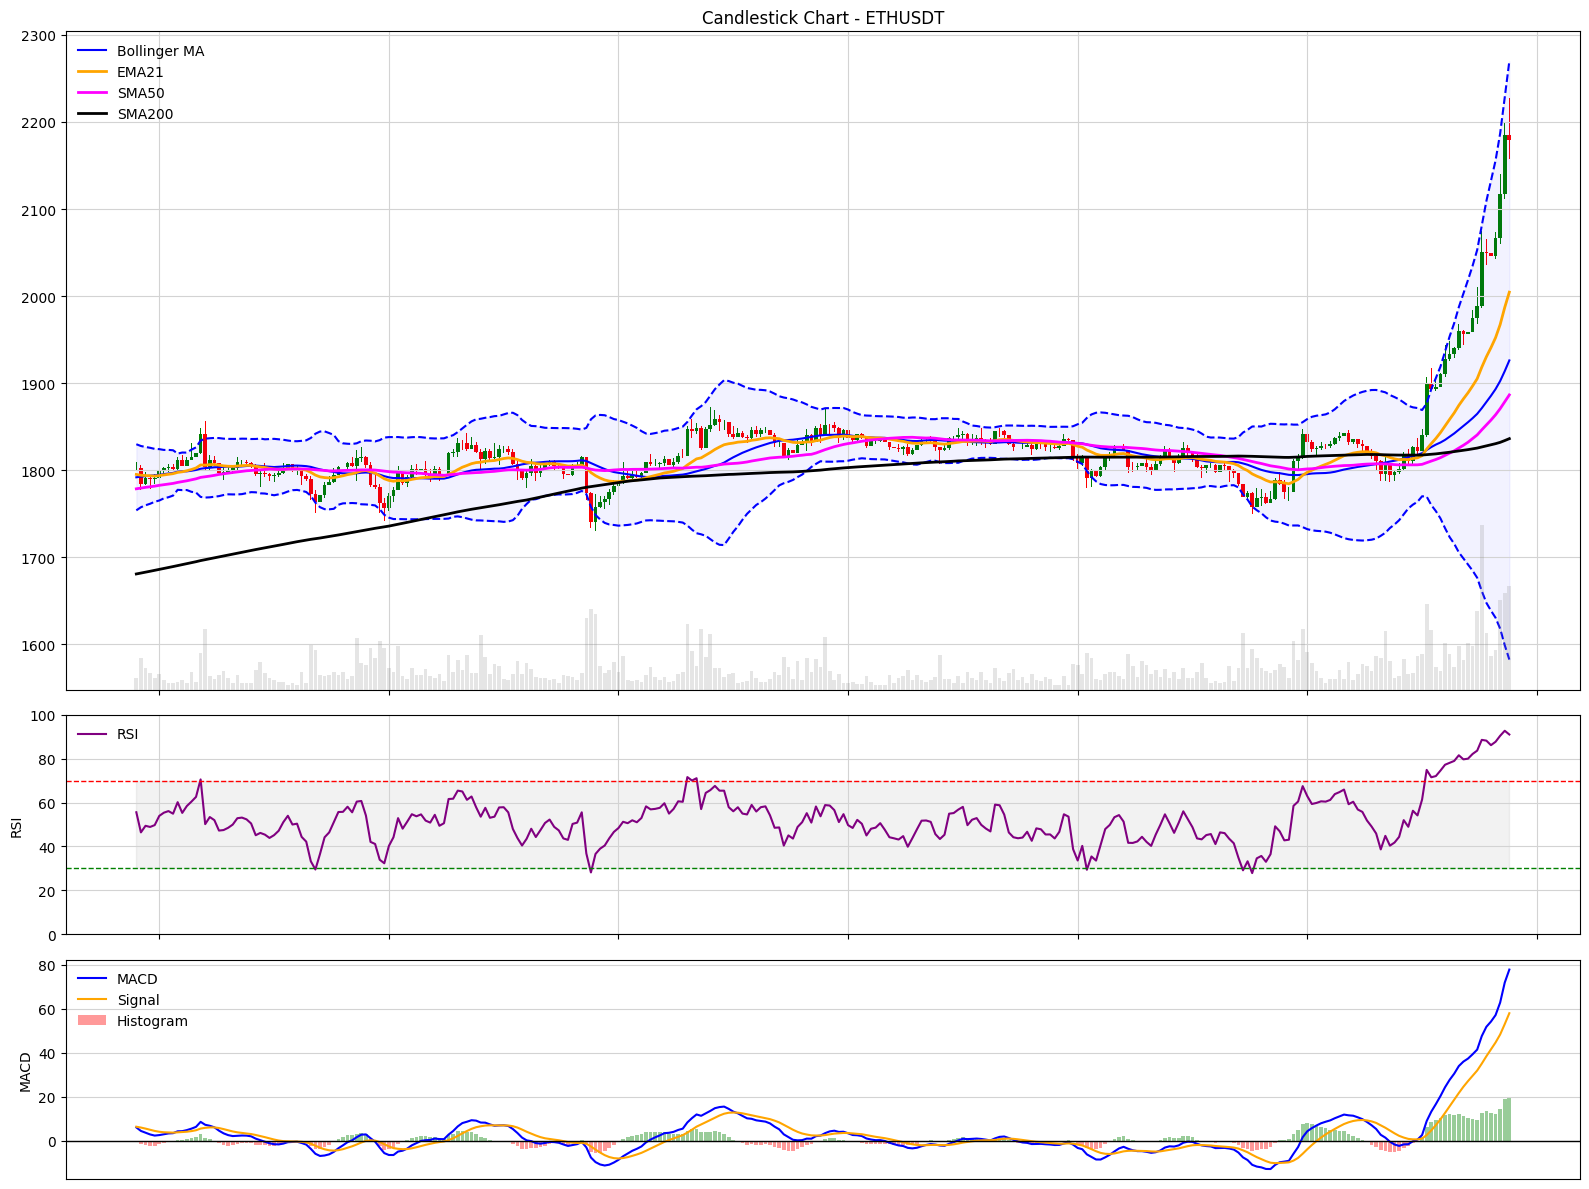 Candlestick Chart - ETHUSDT
2300
2200
2100
2000
1900
1800
1700
1600
Bollinger MA
EMA21
SMA50
SMA200
100
80
60
40
20
0
RSI
RSI
80
60
40
20
0
MACD
MACD
Signal
Histogram